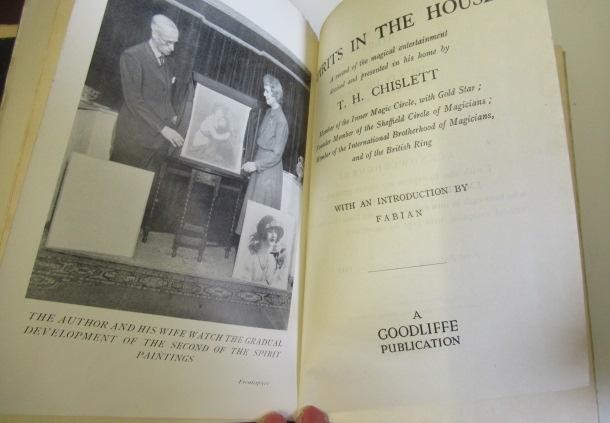 THE AUTHOR AND HIS WIFE WATCH THE GRADUAL
DEVELOPMENT OF THE SECOND OF THE SPIRIT
PAINTINGS
Frontispiece
IN THE HOUSE
A record of the magical entertainment
devised and presented in his home by
T. H. CHISLETT
Member of the Inner Magic Circle, with Gold Star;
Founder Member of the Sheffield Circle of Magicians;
Member of the International Brotherhood of Magicians,
and of the British Ring
WITH AN INTRODUCTION BY
FABIAN
A
GOODLIFFE
PUBLICATION